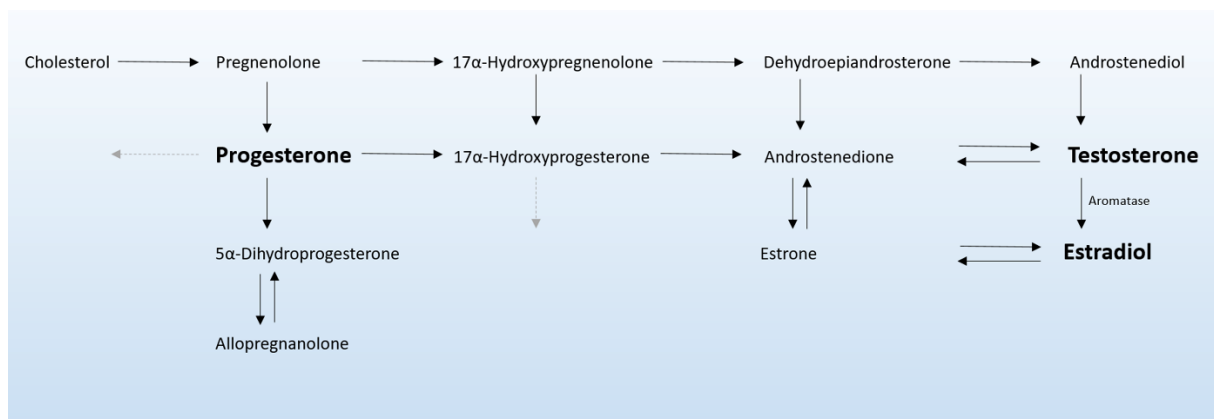 Cholesterol
Pregnenolone
17α-Hydroxypregnenolone
Dehydroepiandrosterone
Androstenediol
Progesterone
17α-Hydroxyprogesterone
Androstenedione
Testosterone
Aromatase
5α-Dihydroprogesterone
Estrone
Estradiol
Allopregnanolone